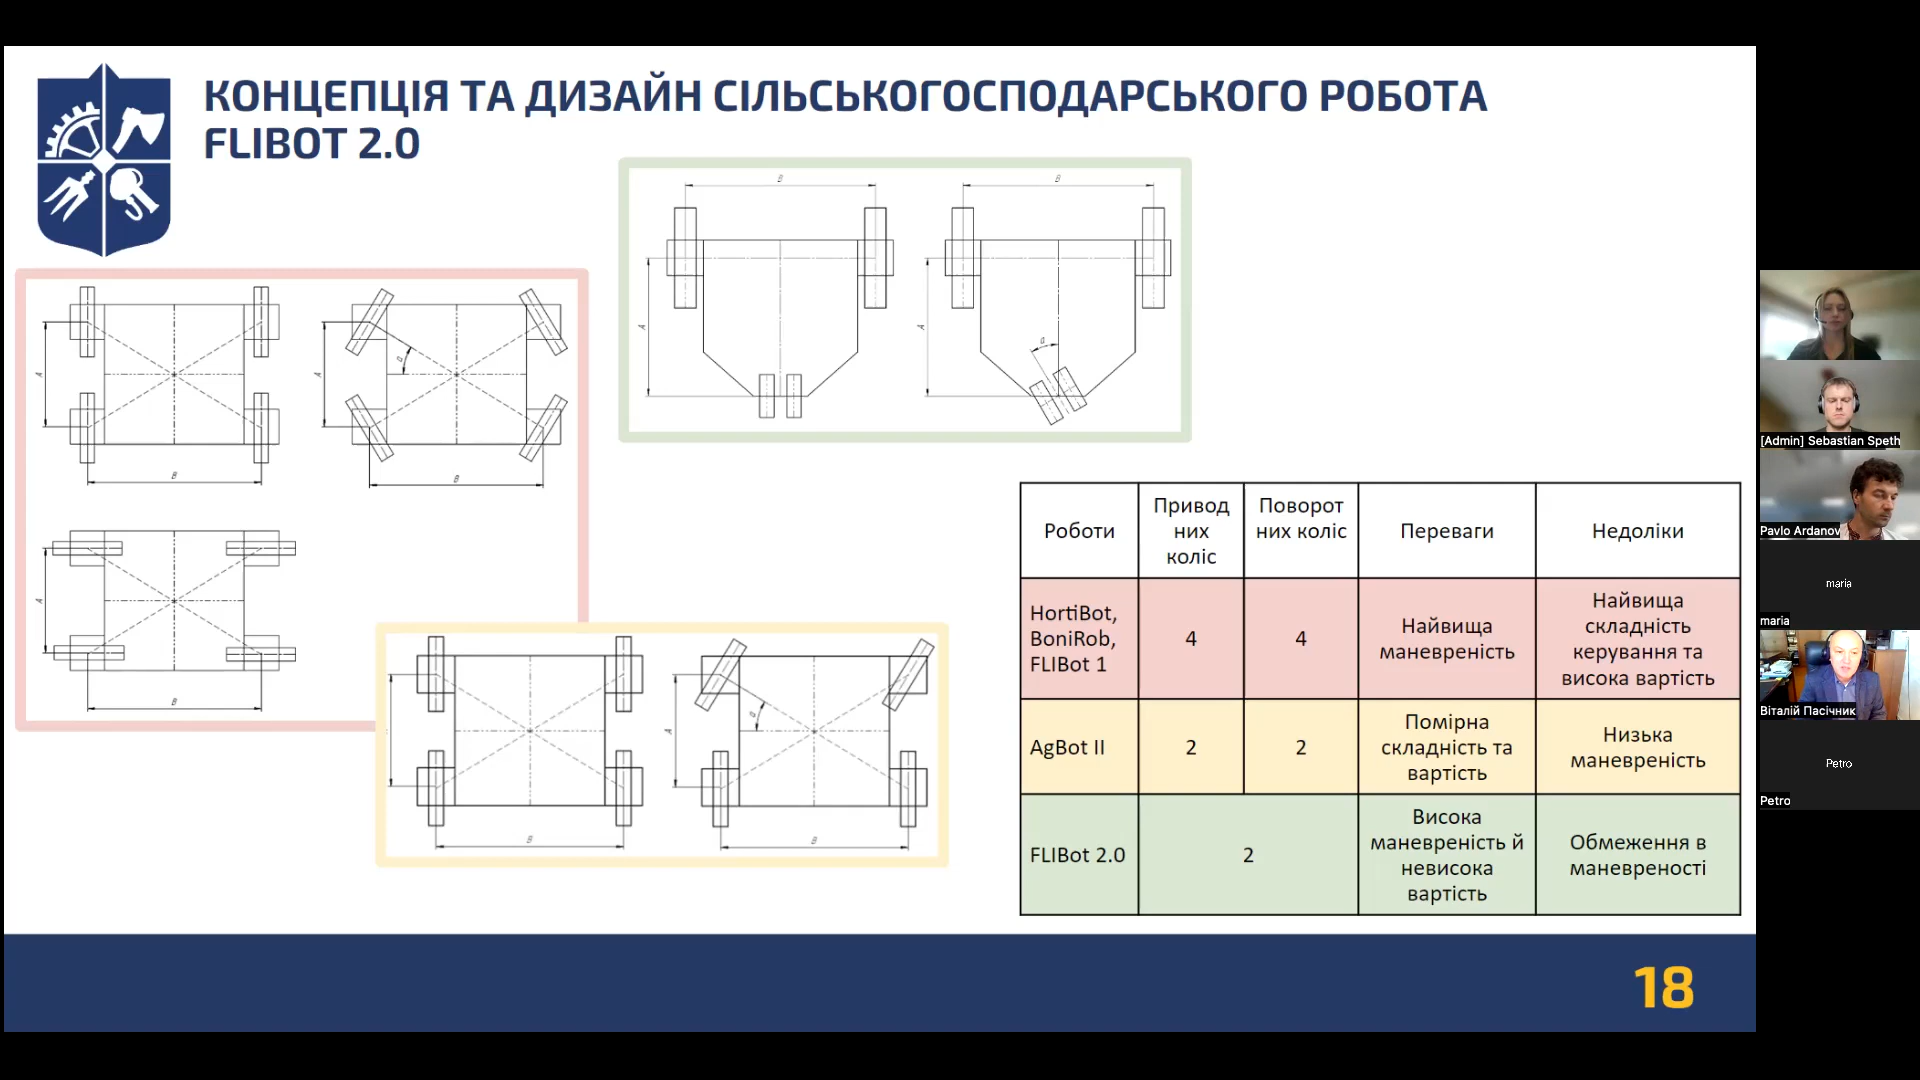 КОНЦЕПЦІЯ ТА ДИЗАЙН СІЛЬСЬКОГОСПОДАРСЬКОГО РОБОТА
FLIBOT 2.0
B
B
A
A
α
A
A
α
B
B
A
B
A
α
B
B
Роботи
Привод
них
коліс
Поворот
них коліс
Переваги
Недоліки
HortiBot,
BoniRob,
FLIBot 1
4
4
Найвища
маневреність
Найвища
складність
керування та
висока вартість
AgBot II
2
2
Помірна
складність та
вартість
Низька
маневреність
FLIBot 2.0
2
Висока
маневреність й
невисока
вартість
Обмеження в
маневреності
18
[Admin] Sebastian Speth
Pavlo Ardanov
maria
maria
Віталій Пасічник
Petro
Petro